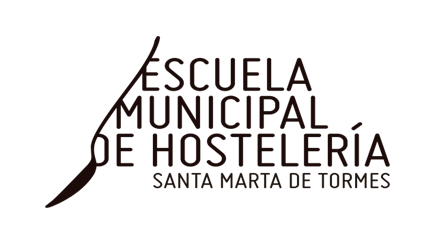 ESCUELA
MUNICIPAL
DE HOSTELERÍA
SANTA MARTA DE TORMES